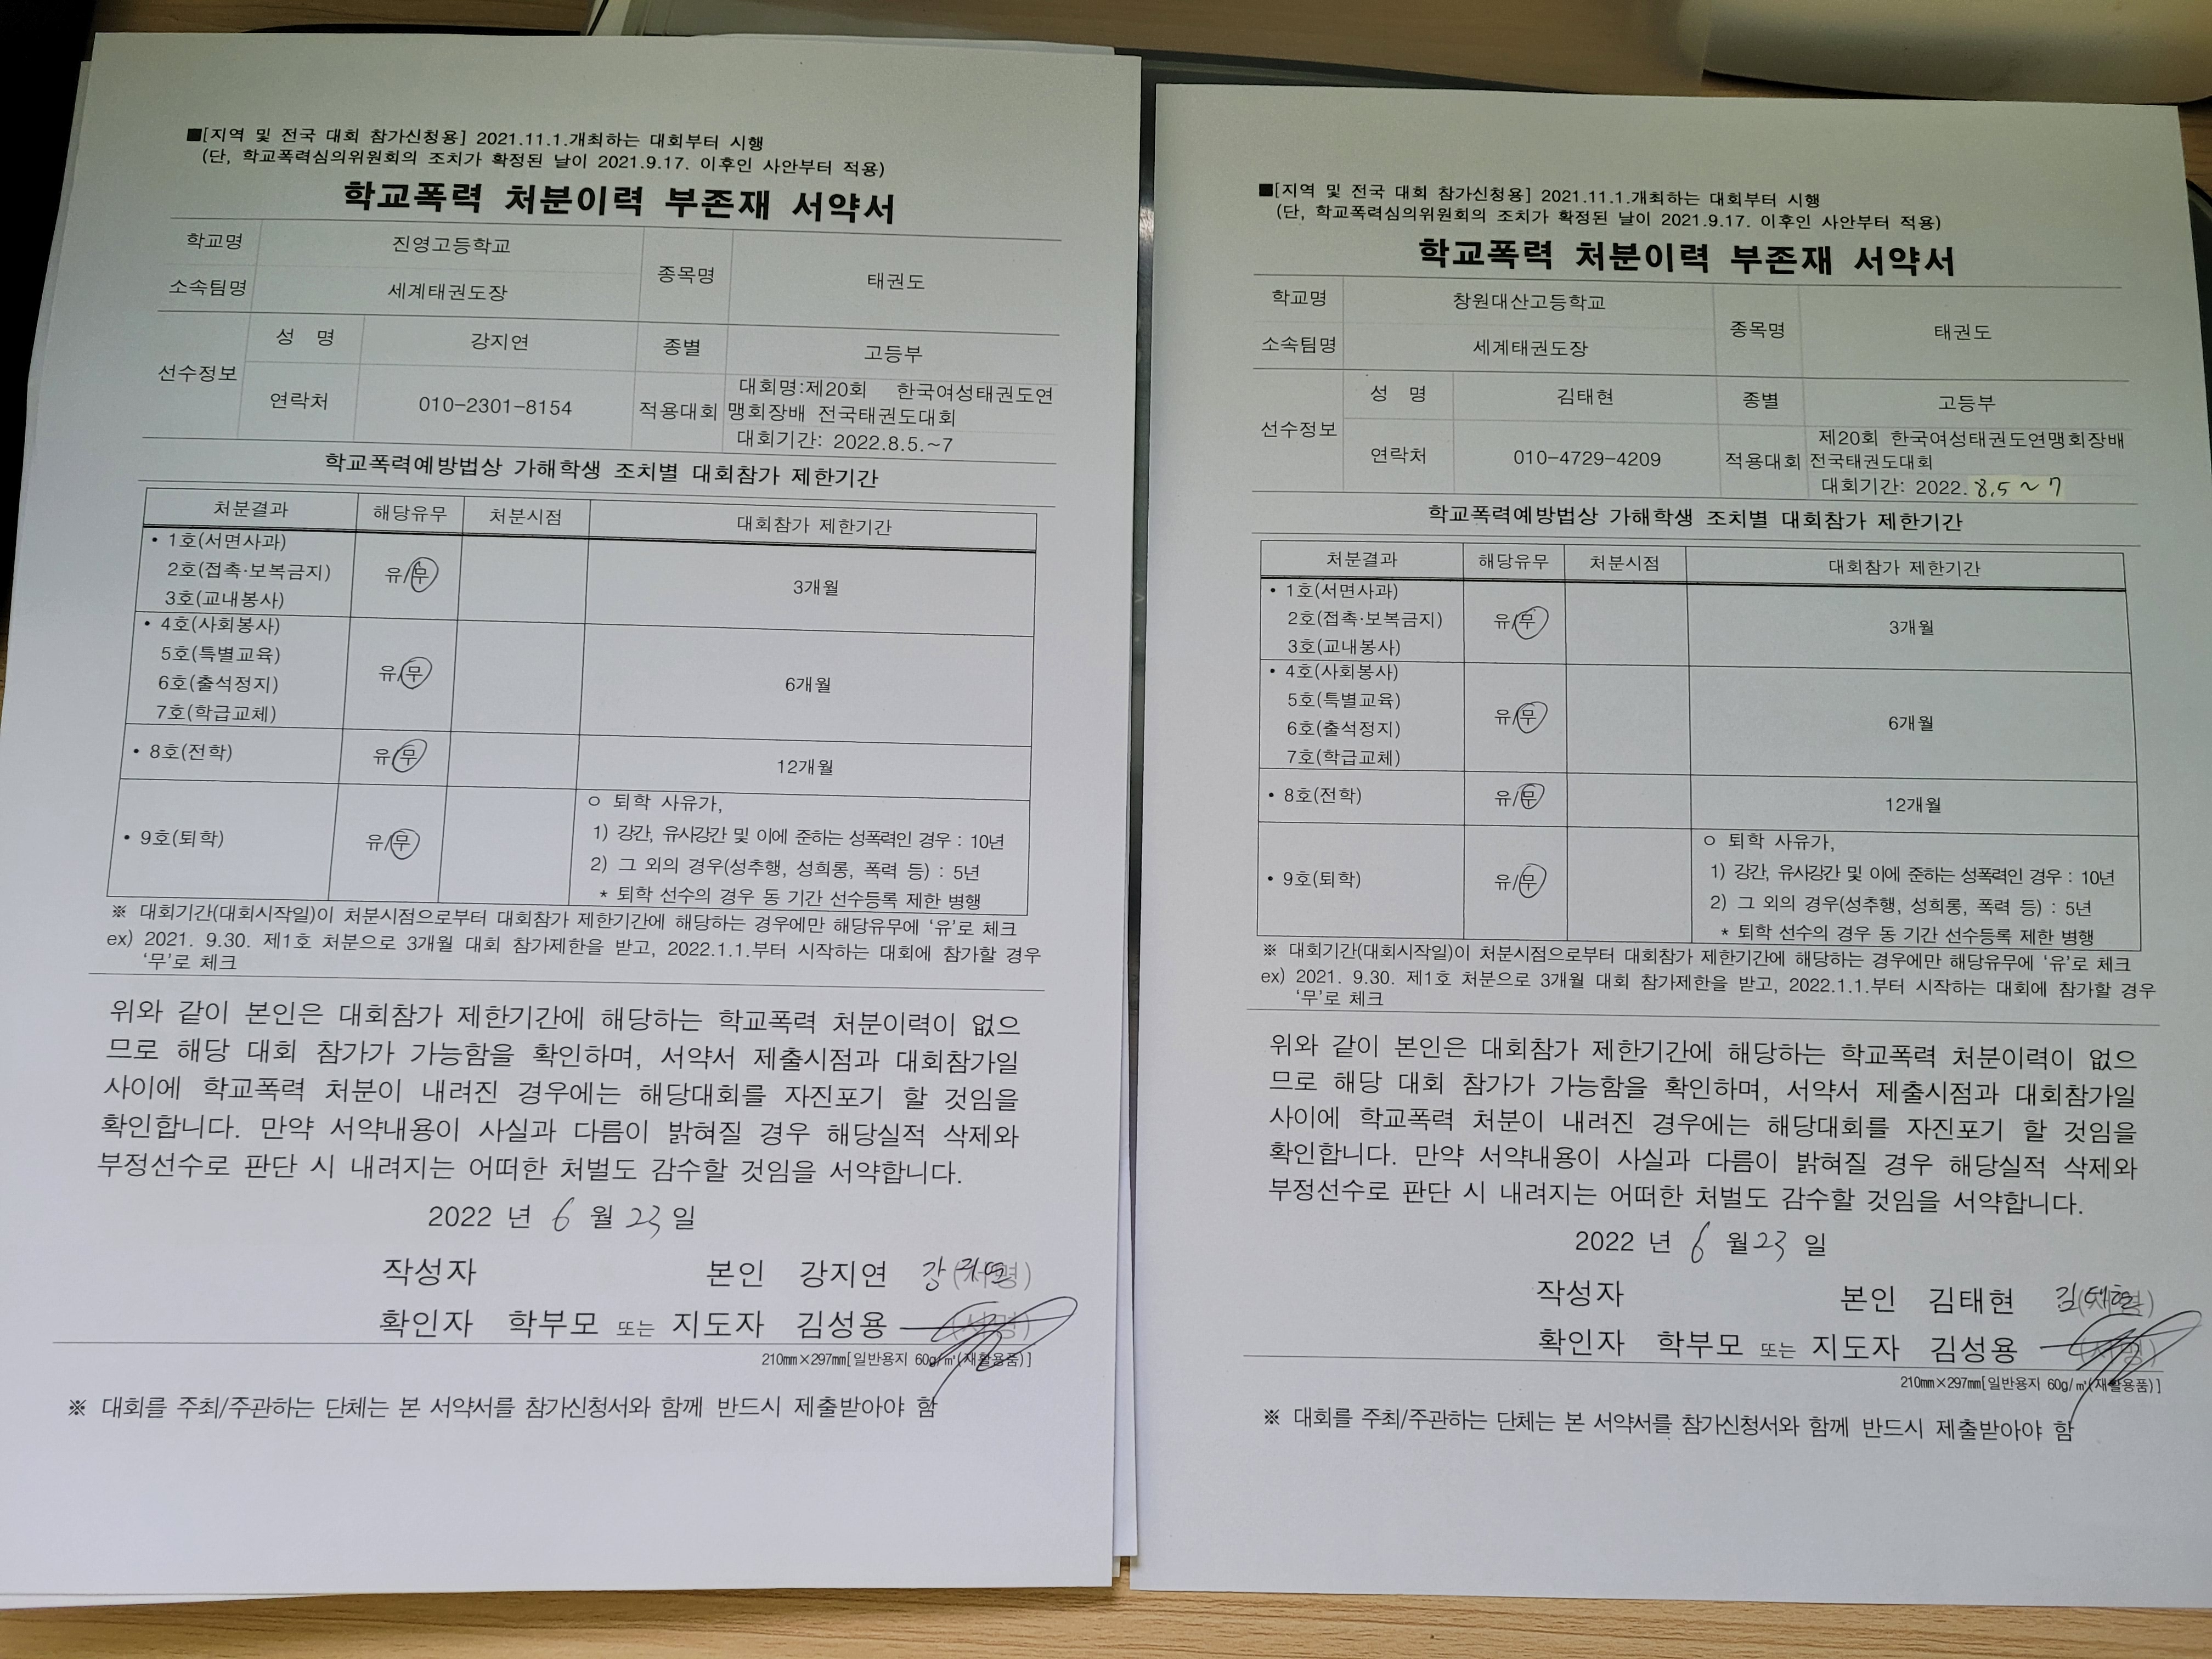 ■[지역 및 전국 대회 참가신청용] 2021.11.1.개최하는 대회부터 시행
(단, 학교폭력심의위원회의 조치가 확정된 날이 2021.9.17. 이후인 사안부터 적용)
학교폭력 처분이력 부존재 서약서
학교명 진영고등학교 종목명 태권도
소속팀명 세계태권도장
선수정보 성 명 강지연 종별 고등부
연락처 010-2301-8154 적용대회 대회명:제20회 한국여성태권도연
맹회장배 전국태권도대회
대회기간: 2022.8.5.~7
학교폭력예방법상 가해학생 조치별 대회참가 제한기간
처분결과 해당유무 처분시점 대회참가 제한기간
• 1호(서면사과)
2호(접촉·보복금지) 유/무 3개월
3호(교내봉사)
• 4호(사회봉사)
5호(특별교육) 유/무 6개월
6호(출석정지)
7호(학급교체)
• 8호(전학) 유/무 12개월
• 9호(퇴학) 유/무 ㅇ 퇴학 사유가,
1) 강간, 유사강간 및 이에 준하는 성폭력인 경우 : 10년
2) 그 외의 경우(성추행, 성희롱, 폭력 등) : 5년
* 퇴학 선수의 경우 동 기간 선수등록 제한 병행
※ 대회기간(대회시작일)이 처분시점으로부터 대회참가 제한기간에 해당하는 경우에만 해당유무에 ‘유’로 체크
ex) 2021. 9.30. 제1호 처분으로 3개월 대회 참가제한을 받고, 2022.1.1.부터 시작하는 대회에 참가할 경우
‘무’로 체크
위와 같이 본인은 대회참가 제한기간에 해당하는 학교폭력 처분이력이 없으
므로 해당 대회 참가가 가능함을 확인하며, 서약서 제출시점과 대회참가일
사이에 학교폭력 처분이 내려진 경우에는 해당대회를 자진포기 할 것임을
확인합니다. 만약 서약내용이 사실과 다름이 밝혀질 경우 해당실적 삭제와
부정선수로 판단 시 내려지는 어떠한 처벌도 감수할 것임을 서약합니다.
2022 년 6 월 23 일
작성자 본인 강지연 강지연 (서명)
확인자 학부모 또는 지도자 김성용 (서명)
210㎜×297㎜[일반용지 60g/㎡(재활용품)]
※ 대회를 주최/주관하는 단체는 본 서약서를 참가신청서와 함께 반드시 제출받아야 함
■[지역 및 전국 대회 참가신청용] 2021.11.1.개최하는 대회부터 시행
(단, 학교폭력심의위원회의 조치가 확정된 날이 2021.9.17. 이후인 사안부터 적용)
학교폭력 처분이력 부존재 서약서
학교명 창원대산고등학교 종목명 태권도
소속팀명 세계태권도장
선수정보 성 명 김태현 종별 고등부
연락처 010-4729-4209 적용대회 제20회 한국여성태권도연맹회장배
전국태권도대회
대회기간: 2022. 8.5 ~ 7
학교폭력예방법상 가해학생 조치별 대회참가 제한기간
처분결과 해당유무 처분시점 대회참가 제한기간
• 1호(서면사과)
2호(접촉·보복금지) 유/무 3개월
3호(교내봉사)
• 4호(사회봉사)
5호(특별교육) 유/무 6개월
6호(출석정지)
7호(학급교체)
• 8호(전학) 유/무 12개월
• 9호(퇴학) 유/무 ㅇ 퇴학 사유가,
1) 강간, 유사강간 및 이에 준하는 성폭력인 경우 : 10년
2) 그 외의 경우(성추행, 성희롱, 폭력 등) : 5년
* 퇴학 선수의 경우 동 기간 선수등록 제한 병행
※ 대회기간(대회시작일)이 처분시점으로부터 대회참가 제한기간에 해당하는 경우에만 해당유무에 ‘유’로 체크
ex) 2021. 9.30. 제1호 처분으로 3개월 대회 참가제한을 받고, 2022.1.1.부터 시작하는 대회에 참가할 경우
‘무’로 체크
위와 같이 본인은 대회참가 제한기간에 해당하는 학교폭력 처분이력이 없으
므로 해당 대회 참가가 가능함을 확인하며, 서약서 제출시점과 대회참가일
사이에 학교폭력 처분이 내려진 경우에는 해당대회를 자진포기 할 것임을
확인합니다. 만약 서약내용이 사실과 다름이 밝혀질 경우 해당실적 삭제와
부정선수로 판단 시 내려지는 어떠한 처벌도 감수할 것임을 서약합니다.
2022 년 6 월 23 일
작성자 본인 김태현 김태현 (서명)
확인자 학부모 또는 지도자 김성용 (서명)
210㎜×297㎜[일반용지 60g/㎡(재활용품)]
※ 대회를 주최/주관하는 단체는 본 서약서를 참가신청서와 함께 반드시 제출받아야 함